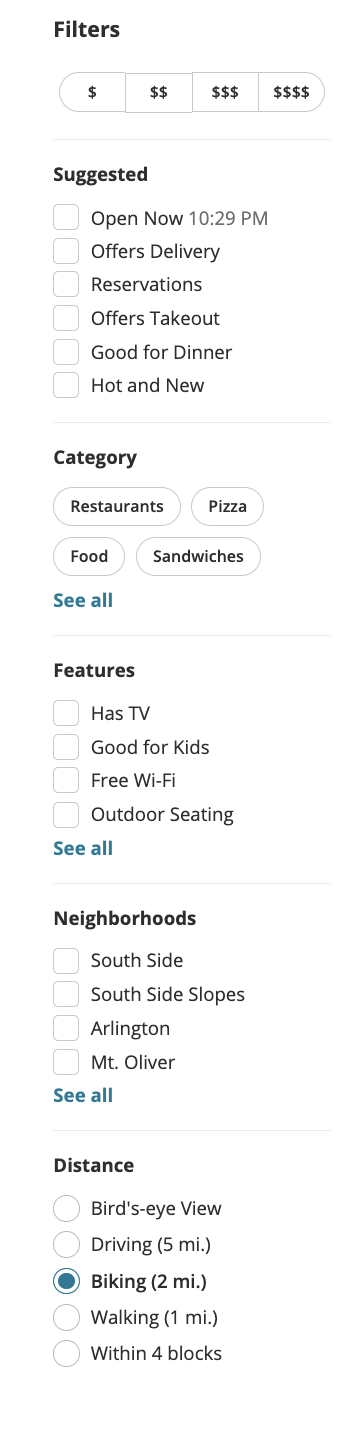 Filters
$ $$ $$$ $$$$
Suggested
Open Now 10:29 PM
Offers Delivery
Reservations
Offers Takeout
Good for Dinner
Hot and New
Category
Restaurants Pizza
Food Sandwiches
See all
Features
Has TV
Good for Kids
Free Wi-Fi
Outdoor Seating
See all
Neighborhoods
South Side
South Side Slopes
Arlington
Mt. Oliver
See all
Distance
Bird's-eye View
Driving (5 mi.)
Biking (2 mi.)
Walking (1 mi.)
Within 4 blocks